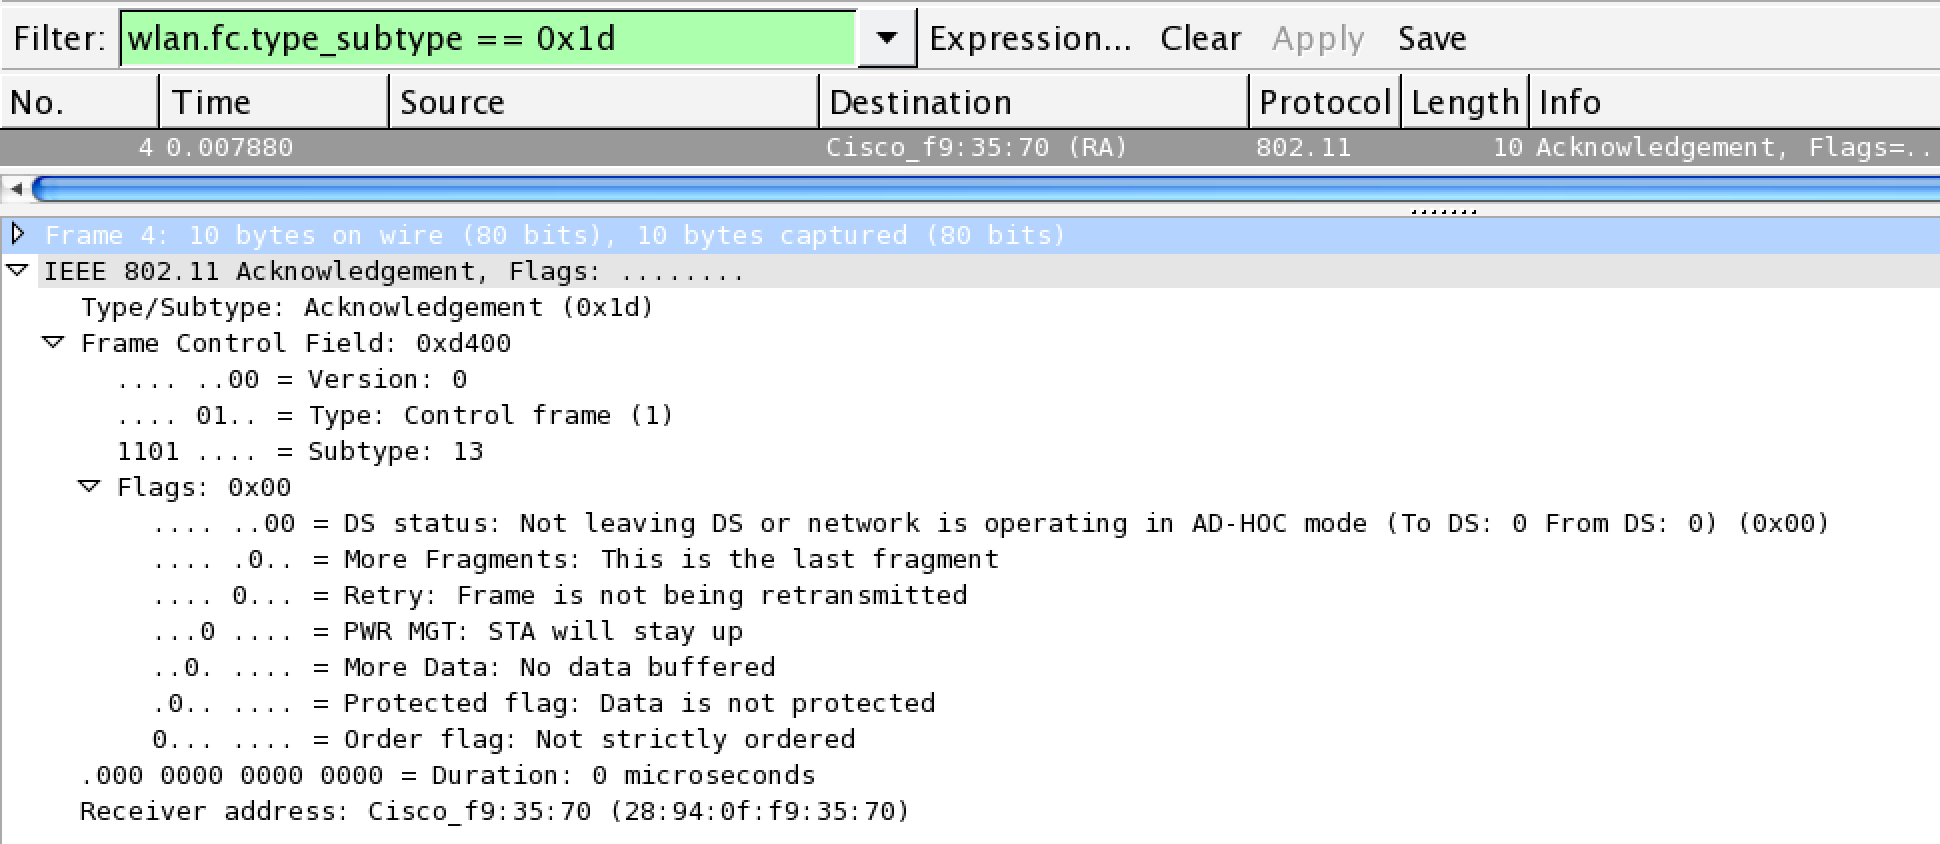 Filter: wlan.fc.type_subtype == 0x1d Expression... Clear Apply Save
No. Time Source Destination Protocol Length Info
4 0.007880 Cisco_f9:35:70 (RA) 802.11 10 Acknowledgement, Flags=..
Frame 4: 10 bytes on wire (80 bits), 10 bytes captured (80 bits)
IEEE 802.11 Acknowledgement, Flags: ........
Type/Subtype: Acknowledgement (0x1d)
Frame Control Field: 0xd400
.... ..00 = Version: 0
.... 01.. = Type: Control frame (1)
1101 .... = Subtype: 13
Flags: 0x00
.... ..00 = DS status: Not leaving DS or network is operating in AD-HOC mode (To DS: 0 From DS: 0) (0x00)
.... .0.. = More Fragments: This is the last fragment
.... 0... = Retry: Frame is not being retransmitted
...0 .... = PWR MGT: STA will stay up
..0. .... = More Data: No data buffered
.0.. .... = Protected flag: Data is not protected
0... .... = Order flag: Not strictly ordered
.000 0000 0000 0000 = Duration: 0 microseconds
Receiver address: Cisco_f9:35:70 (28:94:0f:f9:35:70)